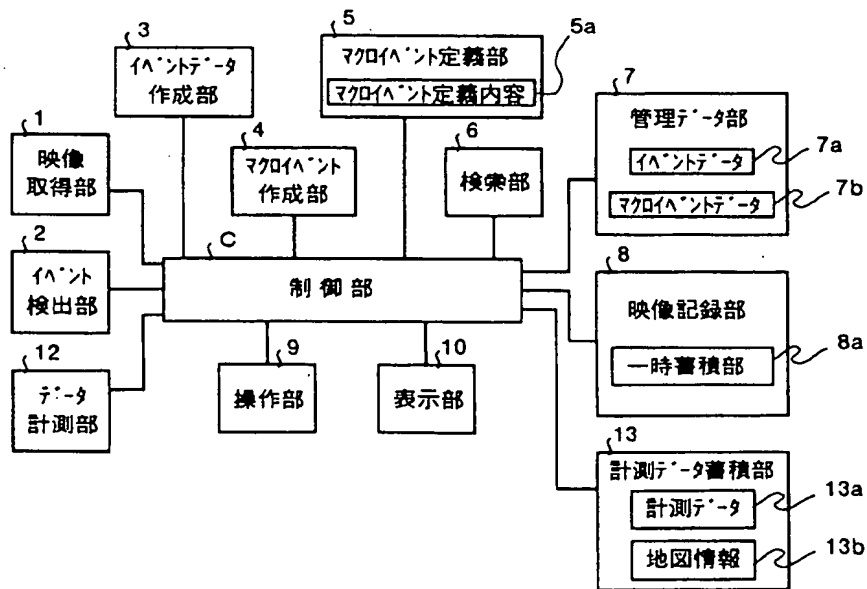 3
イベントデータ
作成部
5
マクロイベント定義部
マクロイベント定義内容
5a
1
映像
取得部
4
マクロイベント
作成部
6
検索部
7
管理データ部
イベントデータ
7a
マクロイベントデータ
7b
2
イベント
検出部
C
制御部
8
映像記録部
一時蓄積部
8a
12
データ
計測部
9
操作部
10
表示部
13
計測データ蓄積部
計測データ
13a
地図情報
13b